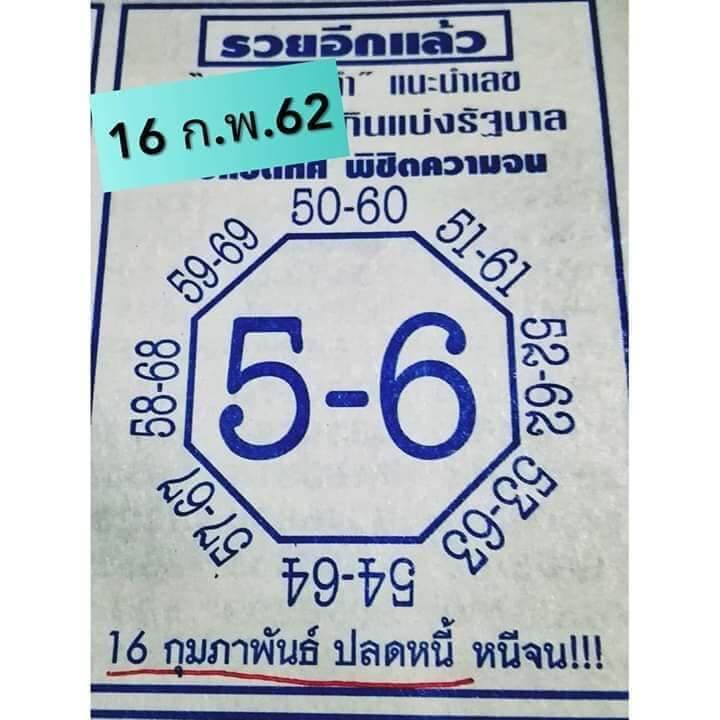 รวยอีกแล้ว
แนะนำเลข
16 ก.พ.62
กินแบ่งรัฐบาล
พิชิตความจน
50-60
59-69
51-61
5-6
58-68
52-62
57-67
53-63
54-64
16 กุมภาพันธ์ ปลดหนี้ หนีจน!!!